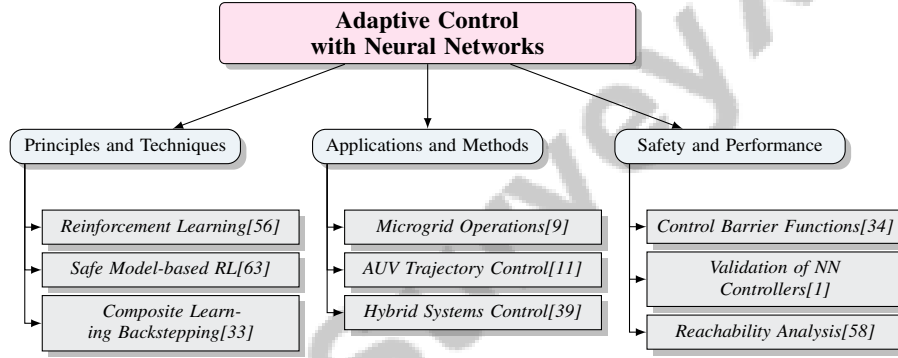 Adaptive Control
with Neural Networks
Principles and Techniques
Applications and Methods
Safety and Performance
Reinforcement Learning[56]
Safe Model-based RL[63]
Composite Learn-
ing Backstepping[33]
Microgrid Operations[9]
AUV Trajectory Control[11]
Hybrid Systems Control[39]
Control Barrier Functions[34]
Validation of NN
Controllers[1]
Reachability Analysis[58]